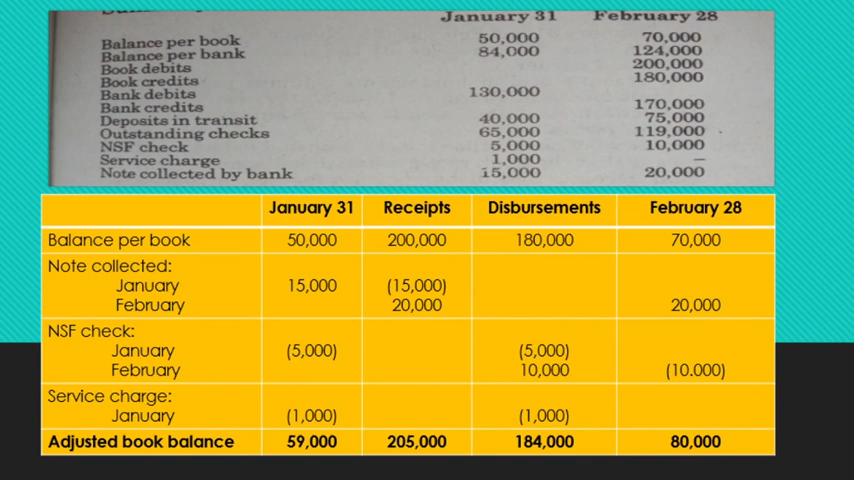 January 31 February 28
Balance per book 50,000 70,000
Balance per bank 84,000 124,000
Book debits 200,000
Book credits 180,000
Bank debits 130,000
Bank credits 170,000
Deposits in transit 40,000 75,000
Outstanding checks 65,000 119,000
NSF check 5,000 10,000
Service charge 1,000 —
Note collected by bank 15,000 20,000
January 31 Receipts Disbursements February 28
Balance per book 50,000 200,000 180,000 70,000
Note collected:
January 15,000 (15,000)
February 20,000 20,000
NSF check:
January (5,000) (5,000)
February 10,000 (10.000)
Service charge:
January (1,000) (1,000)
Adjusted book balance 59,000 205,000 184,000 80,000